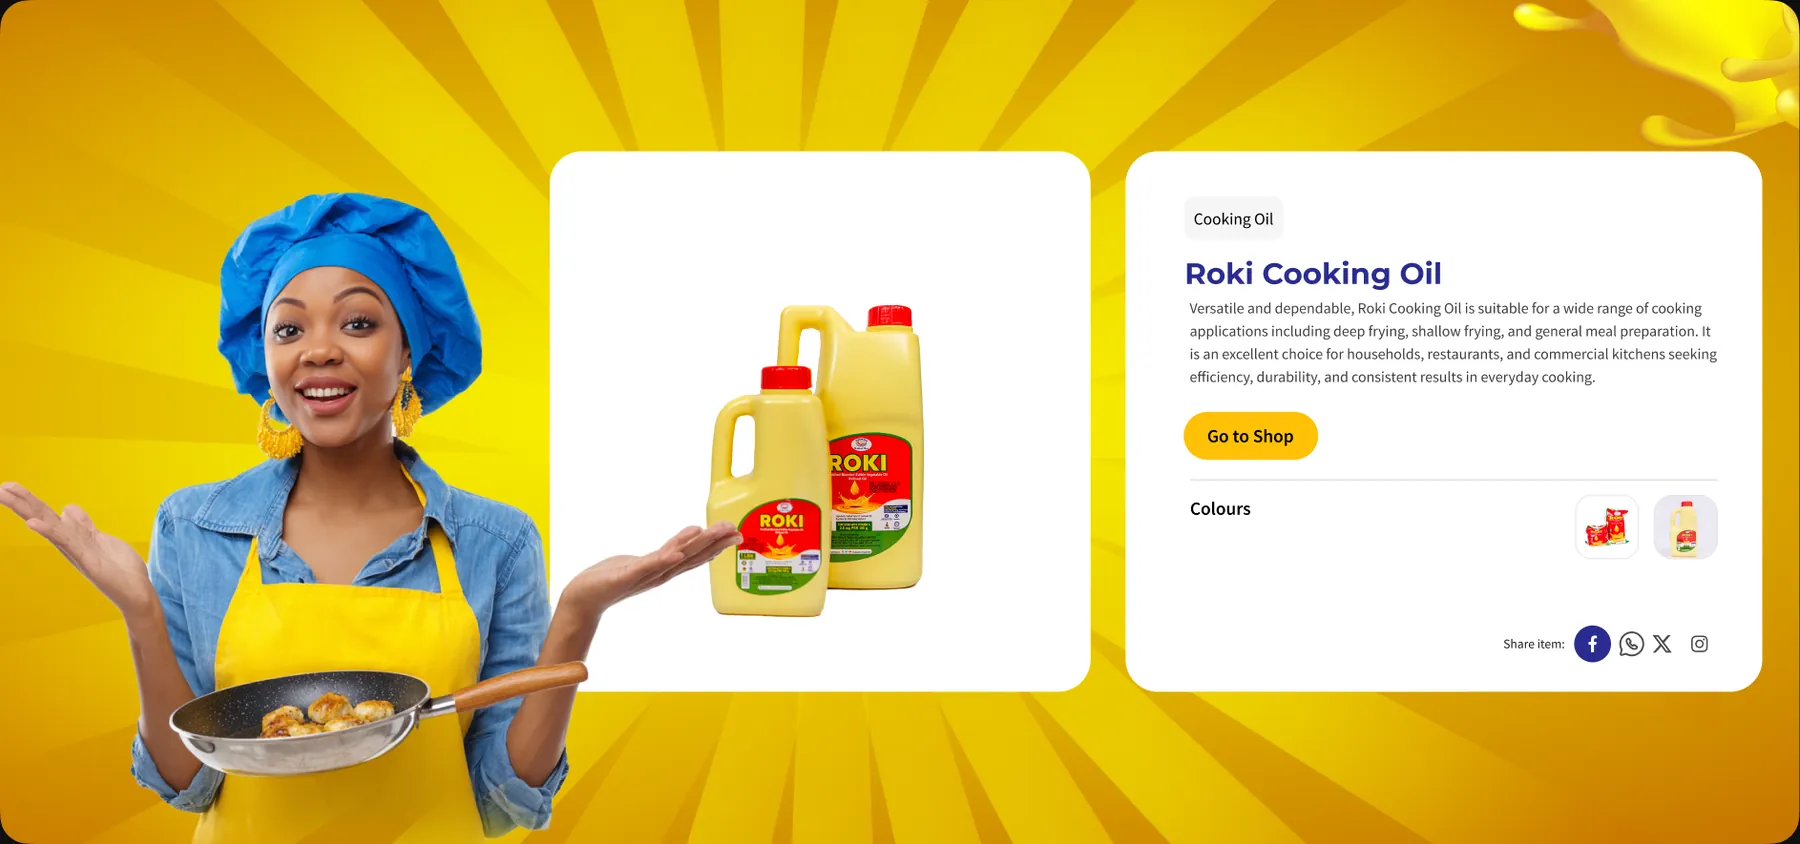 Cooking Oil
Roki Cooking Oil
Versatile and dependable, Roki Cooking Oil is suitable for a wide range of cooking
applications including deep frying, shallow frying, and general meal preparation. It
is an excellent choice for households, restaurants, and commercial kitchens seeking
efficiency, durability, and consistent results in everyday cooking.
Go to Shop
Colours
Share item:
ROKI
ROKI